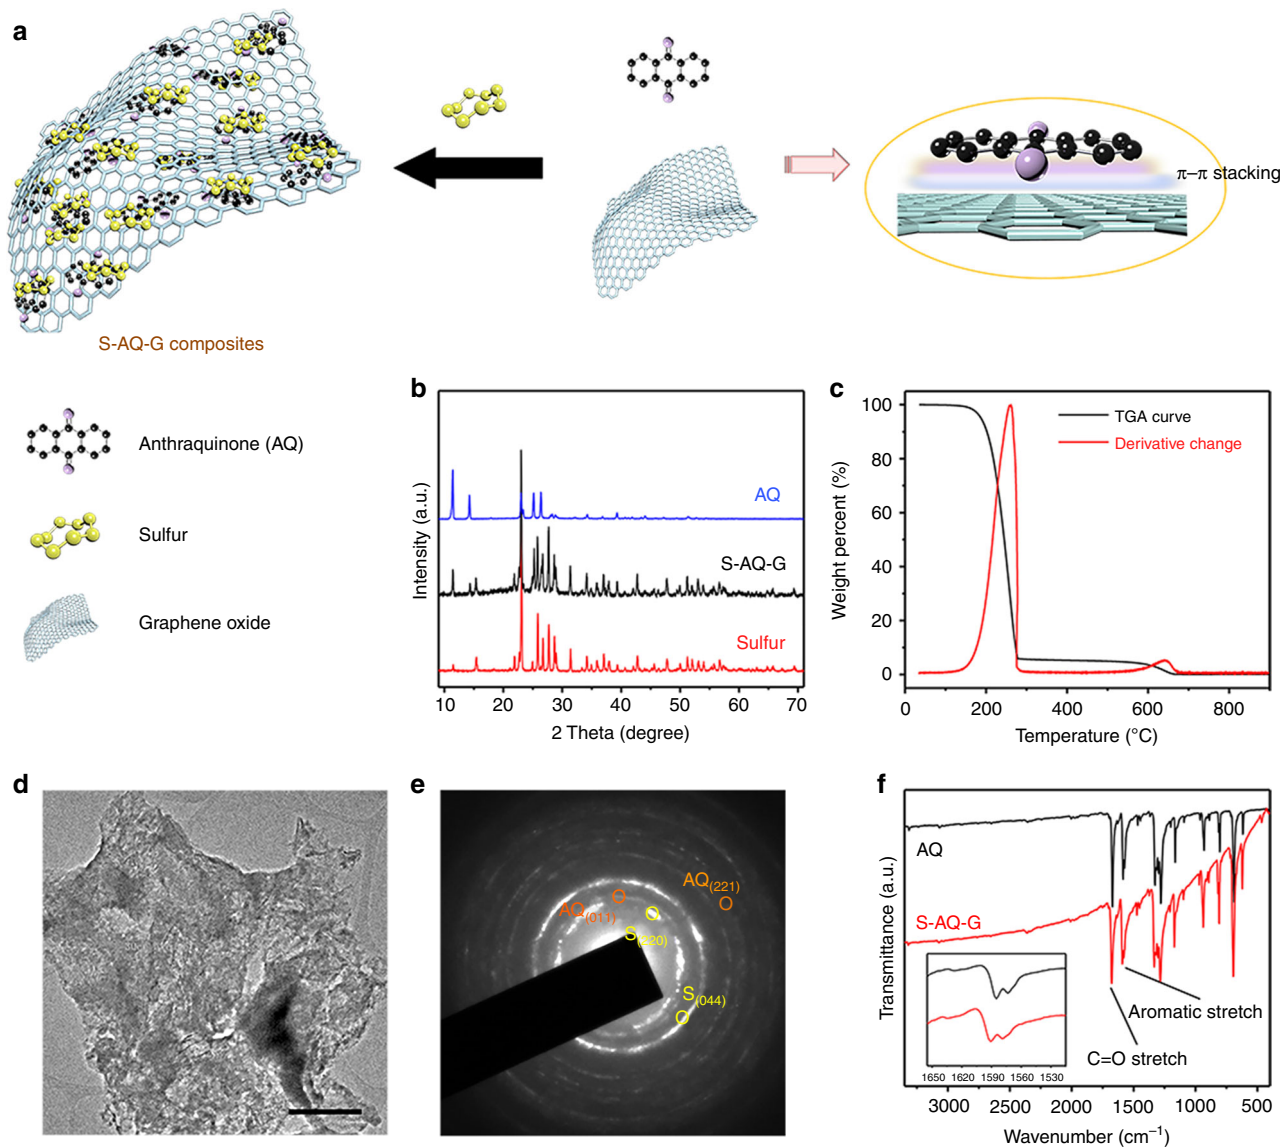 a
π–π stacking
S-AQ-G composites
Anthraquinone (AQ)
Sulfur
Graphene oxide
b
Intensity (a.u.)
AQ
S-AQ-G
Sulfur
10 20 30 40 50 60 70
2 Theta (degree)
c
Weight percent (%)
100
80
60
40
20
0
TGA curve
Derivative change
0 200 400 600 800
Temperature (°C)
d
e
AQ(011)
AQ(221)
S(220)
S(044)
f
Transmittance (a.u.)
AQ
S-AQ-G
Aromatic stretch
C=O stretch
1650 1620 1590 1560 1530
3000 2500 2000 1500 1000 500
Wavenumber (cm⁻¹)